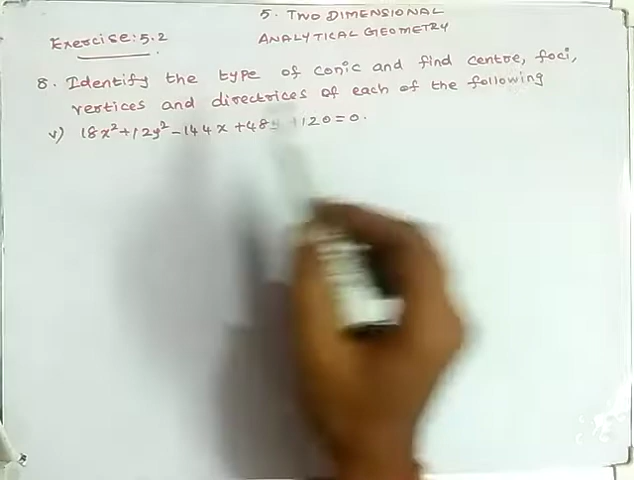 5. TWO DIMENSIONAL
ANALYTICAL GEOMETRY
Exercise: 5.2
8. Identify the type of conic and find centre, foci,
vertices and directrices of each of the following
v) 18x²+12y²-144x+48y+120=0.